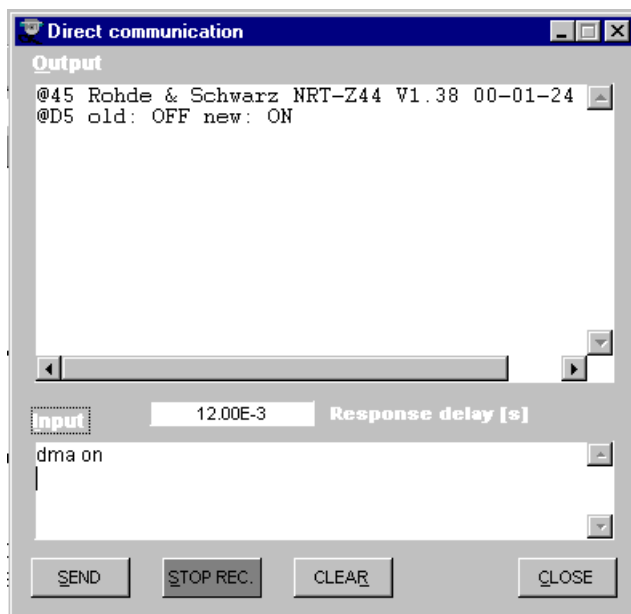 Direct communication
Output
@45 Rohde & Schwarz NRT-Z44 V1.38 00-01-24
@D5 old: OFF new: ON
Input 12.00E-3 Response delay [s]
dma on
SEND STOP REC. CLEAR CLOSE